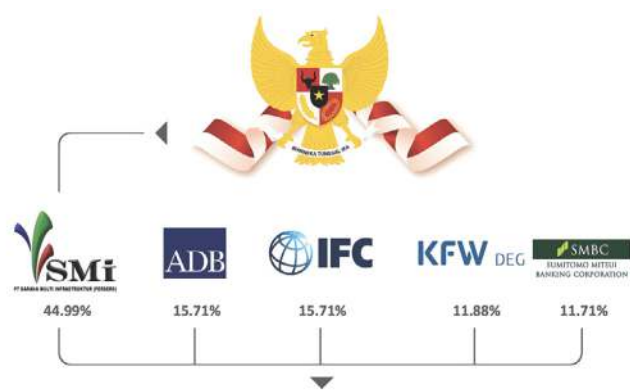 BHINNEKA TUNGGAL IKA
SMi
PT SARANA MULTI INFRASTRUKTUR (PERSERO)
ADB
IFC
KFW DEG
SMBC
SUMITOMO MITSUI
BANKING CORPORATION
44.99%
15.71%
15.71%
11.88%
11.71%